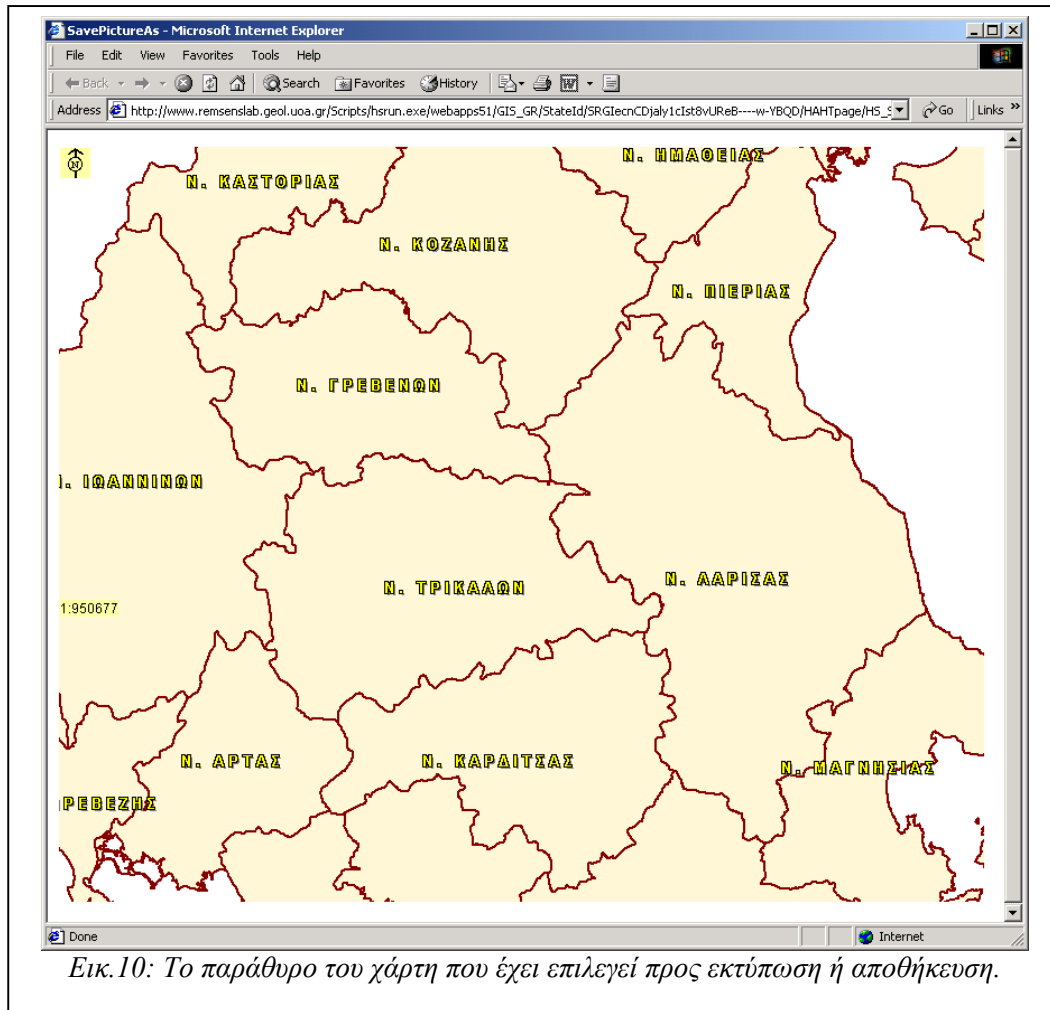 SavePictureAs - Microsoft Internet Explorer
File Edit View Favorites Tools Help
Back Search Favorites History
Address http://www.remsenslab.geol.uoa.gr/Scripts/hsrun.exe/webapps51/GIS_GR/StateId/SRGIecnCDjaly1cIst8vUReB----w-YBQD/HAHTpage/HS_S Go Links »
N
Ν. ΗΜΑΘΕΙΑΣ
Ν. ΚΑΣΤΟΡΙΑΣ
Ν. ΚΟΖΑΝΗΣ
Ν. ΠΙΕΡΙΑΣ
Ν. ΓΡΕΒΕΝΩΝ
Ν. ΙΩΑΝΝΙΝΩΝ
Ν. ΛΑΡΙΣΑΣ
Ν. ΤΡΙΚΑΛΩΝ
1:950677
Ν. ΑΡΤΑΣ
Ν. ΚΑΡΔΙΤΣΑΣ
Ν. ΜΑΓΝΗΣΙΑΣ
ΡΕΒΕΖΗΣ
Done Internet
Εικ.10: Το παράθυρο του χάρτη που έχει επιλεγεί προς εκτύπωση ή αποθήκευση.